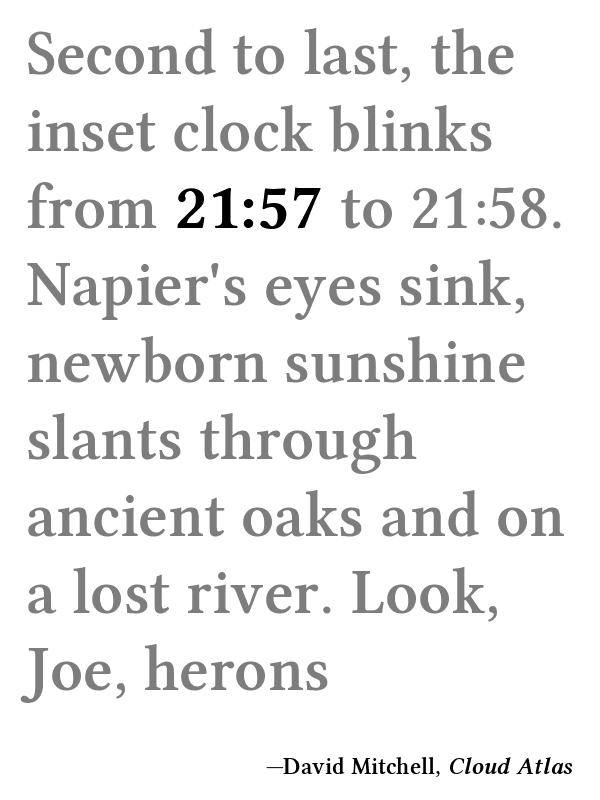 Second to last, the
inset clock blinks
from 21:57 to 21:58.
Napier's eyes sink,
newborn sunshine
slants through
ancient oaks and on
a lost river. Look,
Joe, herons
—David Mitchell, Cloud Atlas